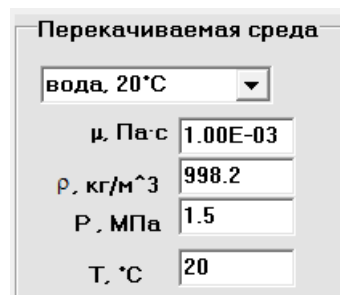 Перекачиваемая среда
вода, 20°C
μ, Па·с 1.00E-03
ρ, кг/м^3 998.2
P, МПа 1.5
T, °C 20